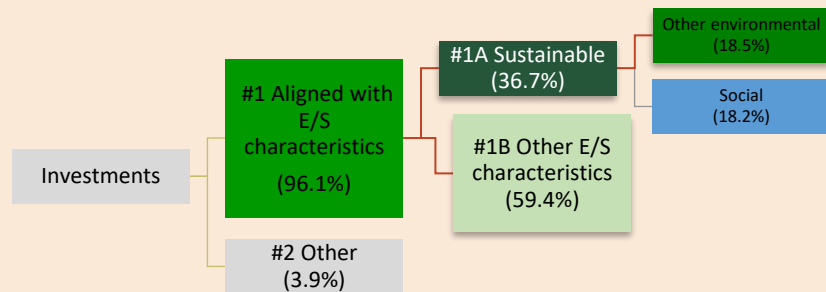 Investments
#1 Aligned with
E/S
characteristics
(96.1%)
#2 Other
(3.9%)
#1A Sustainable
(36.7%)
#1B Other E/S
characteristics
(59.4%)
Other environmental
(18.5%)
Social
(18.2%)